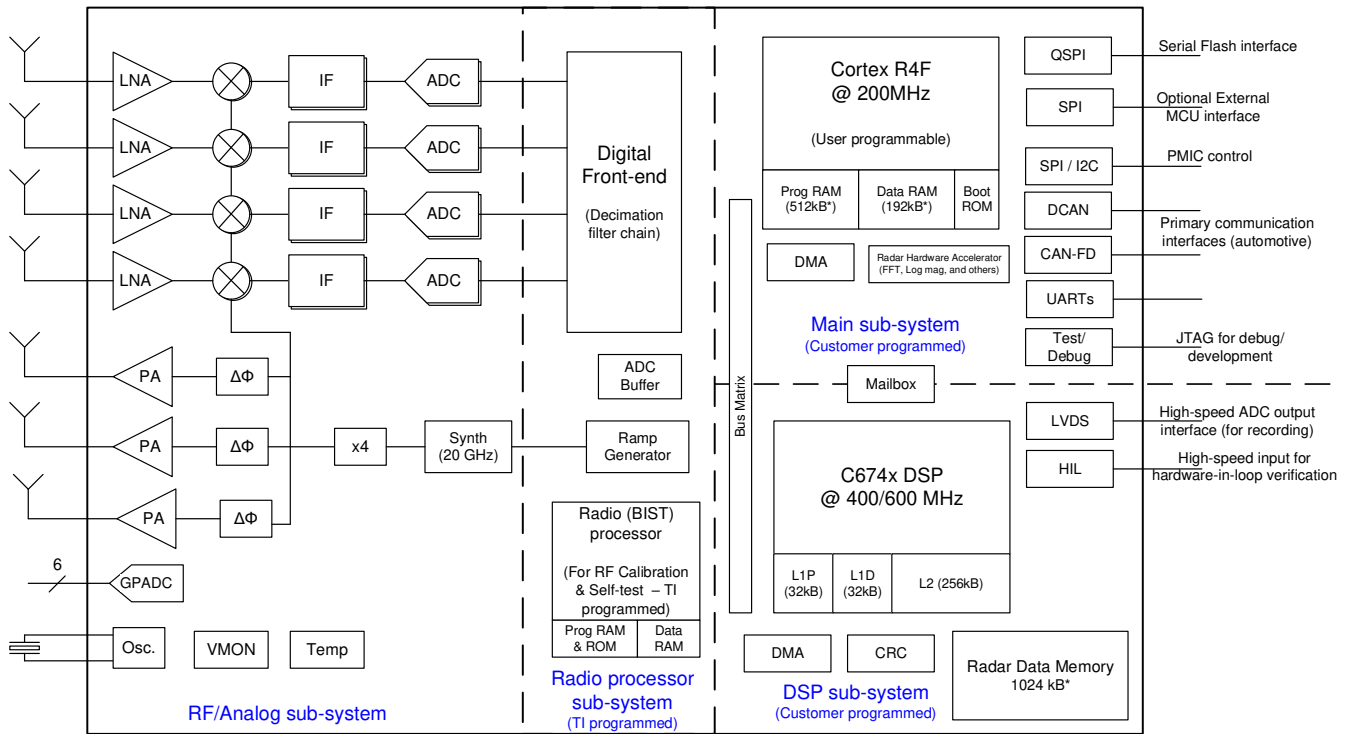 LNA
IF
ADC
LNA
IF
ADC
LNA
IF
ADC
LNA
IF
ADC
Digital
Front-end
(Decimation
filter chain)
PA
ΔΦ
PA
ΔΦ
PA
ΔΦ
x4
Synth
(20 GHz)
ADC
Buffer
Ramp
Generator
6
GPADC
Osc.
VMON
Temp
RF/Analog sub-system
Radio (BIST)
processor
(For RF Calibration
& Self-test – TI
programmed)
Prog RAM
& ROM
Data
RAM
Radio processor
sub-system
(TI programmed)
Bus Matrix
Cortex R4F
@ 200MHz
(User programmable)
Prog RAM
(512kB*)
Data RAM
(192kB*)
Boot
ROM
DMA
Radar Hardware Accelerator
(FFT, Log mag, and others)
Main sub-system
(Customer programmed)
Mailbox
C674x DSP
@ 400/600 MHz
L1P
(32kB)
L1D
(32kB)
L2 (256kB)
DMA
CRC
Radar Data Memory
1024 kB*
DSP sub-system
(Customer programmed)
QSPI
Serial Flash interface
SPI
Optional External
MCU interface
SPI / I2C
PMIC control
DCAN
Primary communication
interfaces (automotive)
CAN-FD
UARTs
Test/
Debug
JTAG for debug/
development
LVDS
High-speed ADC output
interface (for recording)
HIL
High-speed input for
hardware-in-loop verification